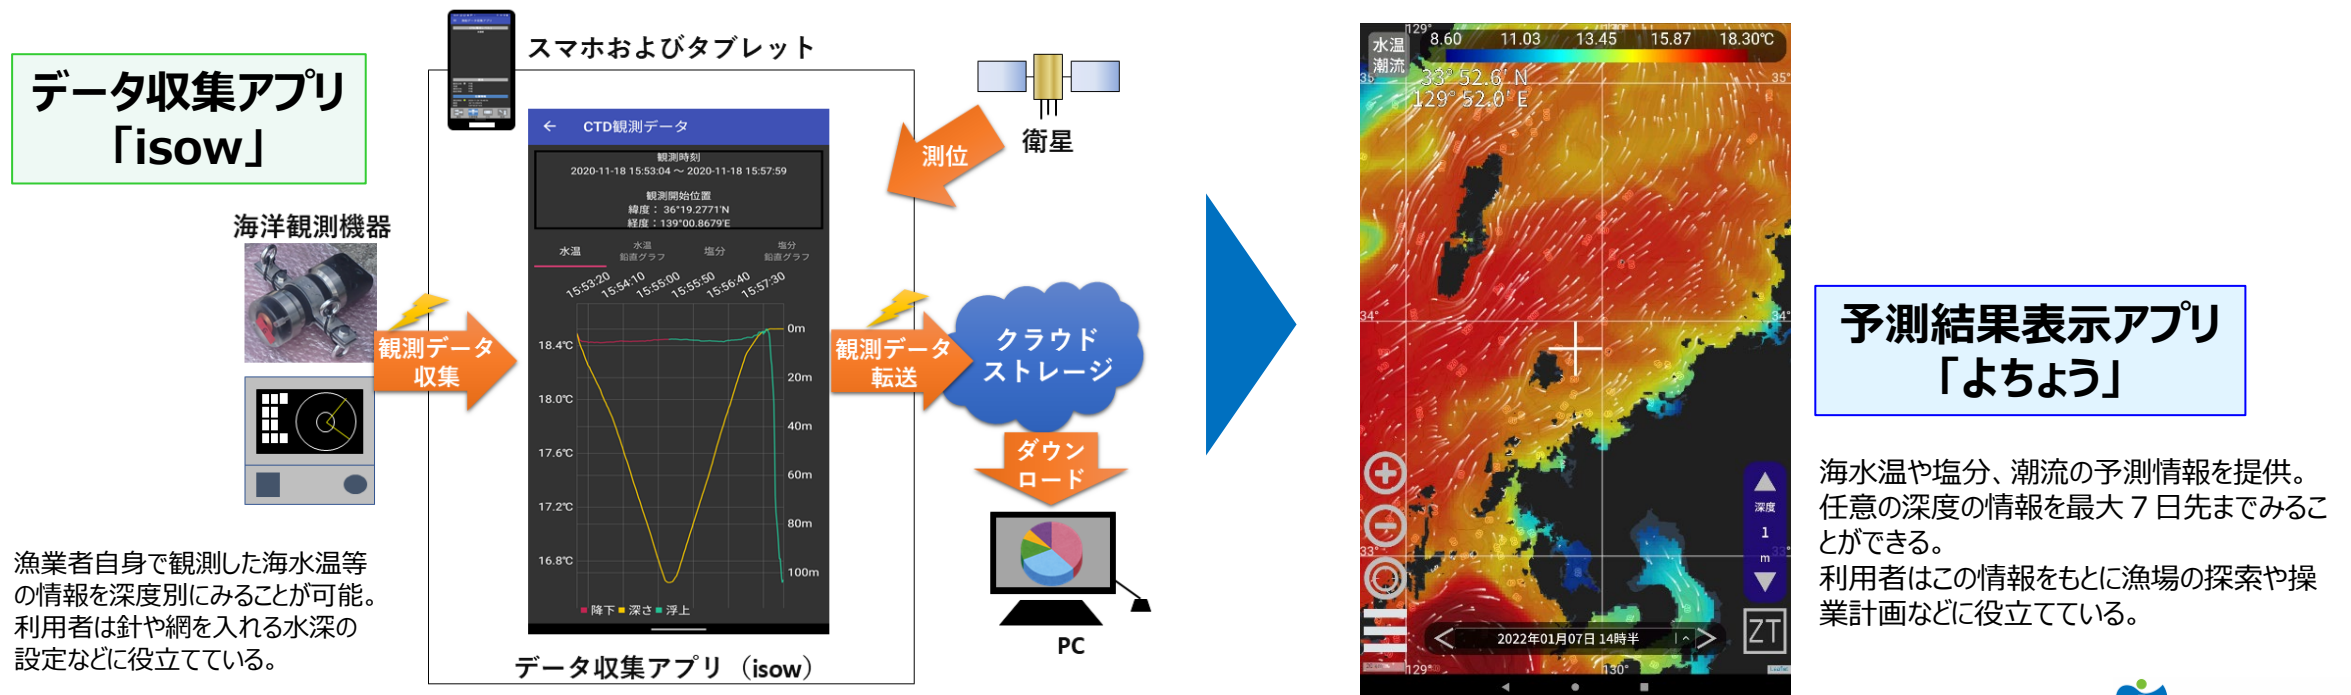 データ収集アプリ
「isow」
スマホおよびタブレット
海洋観測機器
観測データ
収集
← CTD観測データ
観測時刻
2020-11-18 15:53:04 ～ 2020-11-18 15:57:59
観測開始位置
緯度： 36°19.2771'N
経度：139°00.8679'E
水温
水温
鉛直グラフ
塩分
塩分
鉛直グラフ
15:53:20
15:54:10
15:55:00
15:55:50
15:56:40
15:57:30
18.4℃
18.0℃
17.6℃
17.2℃
16.8℃
0m
20m
40m
60m
80m
100m
降下 深さ 浮上
データ収集アプリ（isow）
衛星
測位
観測データ
転送
クラウド
ストレージ
ダウン
ロード
PC
漁業者自身で観測した海水温等
の情報を深度別にみることが可能。
利用者は針や網を入れる水深の
設定などに役立てている。
水温
潮流
8.60 11.03 13.45 15.87 18.30℃
129° 130°
35° 35°
33° 52.6' N
129° 52.0' E
34° 34°
33° 33°
深度
1
m
ZT
2022年01月07日 14時半
129° 130°
予測結果表示アプリ
「よちょう」
海水温や塩分、潮流の予測情報を提供。
任意の深度の情報を最大７日先までみるこ
とができる。
利用者はこの情報をもとに漁場の探索や操
業計画などに役立てている。